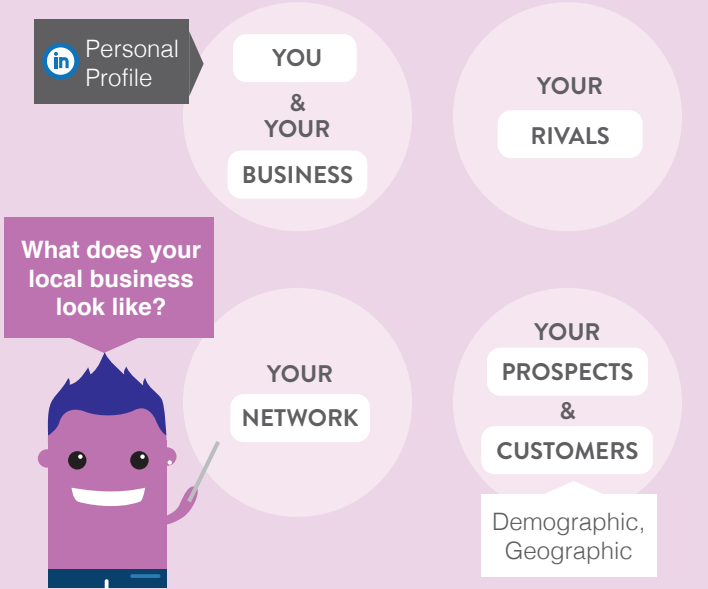 in Personal
Profile
YOU
&
YOUR
BUSINESS
YOUR
RIVALS
What does your
local business
look like?
YOUR
NETWORK
YOUR
PROSPECTS
&
CUSTOMERS
Demographic,
Geographic